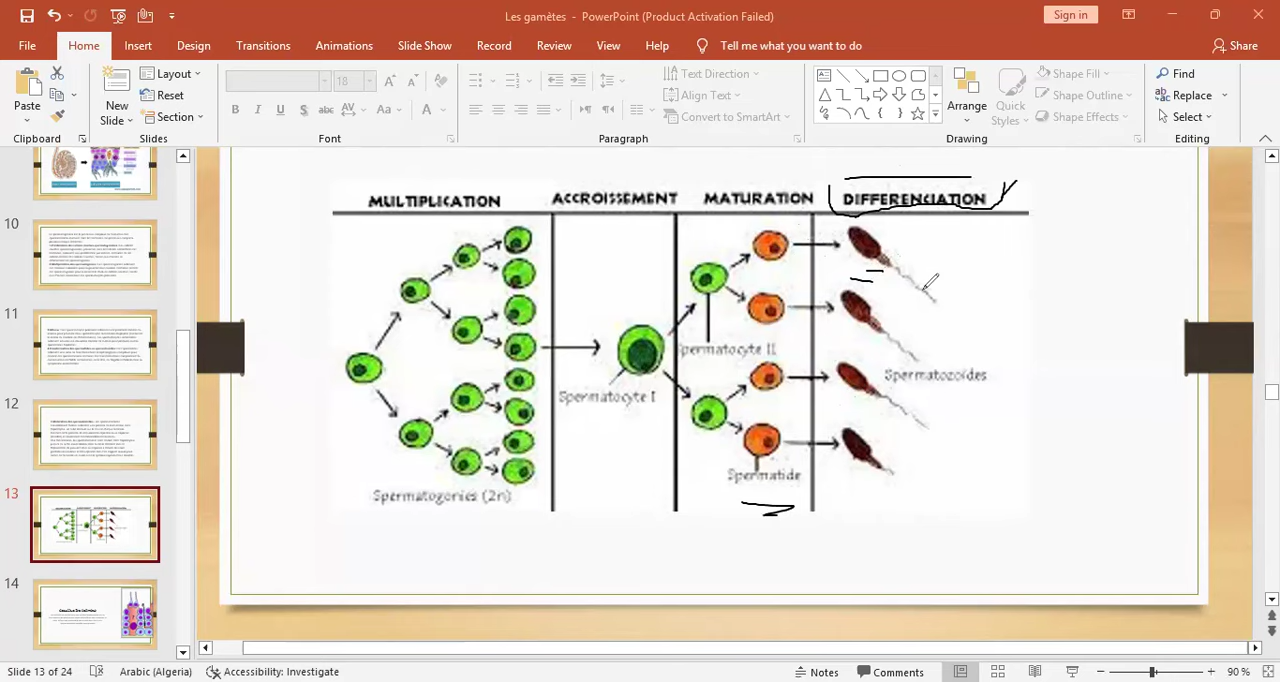 Les gamètes - PowerPoint (Product Activation Failed)
Sign in
File Home Insert Design Transitions Animations Slide Show Record Review View Help Tell me what you want to do Share
Paste
New Slide
Layout
Reset
Section
18
B I U S abc AV Aa A
Text Direction
Align Text
Convert to SmartArt
Arrange
Quick Styles
Shape Fill
Shape Outline
Shape Effects
Find
Replace
Select
Clipboard Slides Font Paragraph Drawing Editing
10
11
12
13
14
MULTIPLICATION ACCROISSEMENT MATURATION DIFFERENCIATION
Spermatocyte II
Spermatozoïdes
Spermatocyte I
Spermatide
Spermatogonies (2n)
Slide 13 of 24 Arabic (Algeria) Accessibility: Investigate Notes Comments 90 %